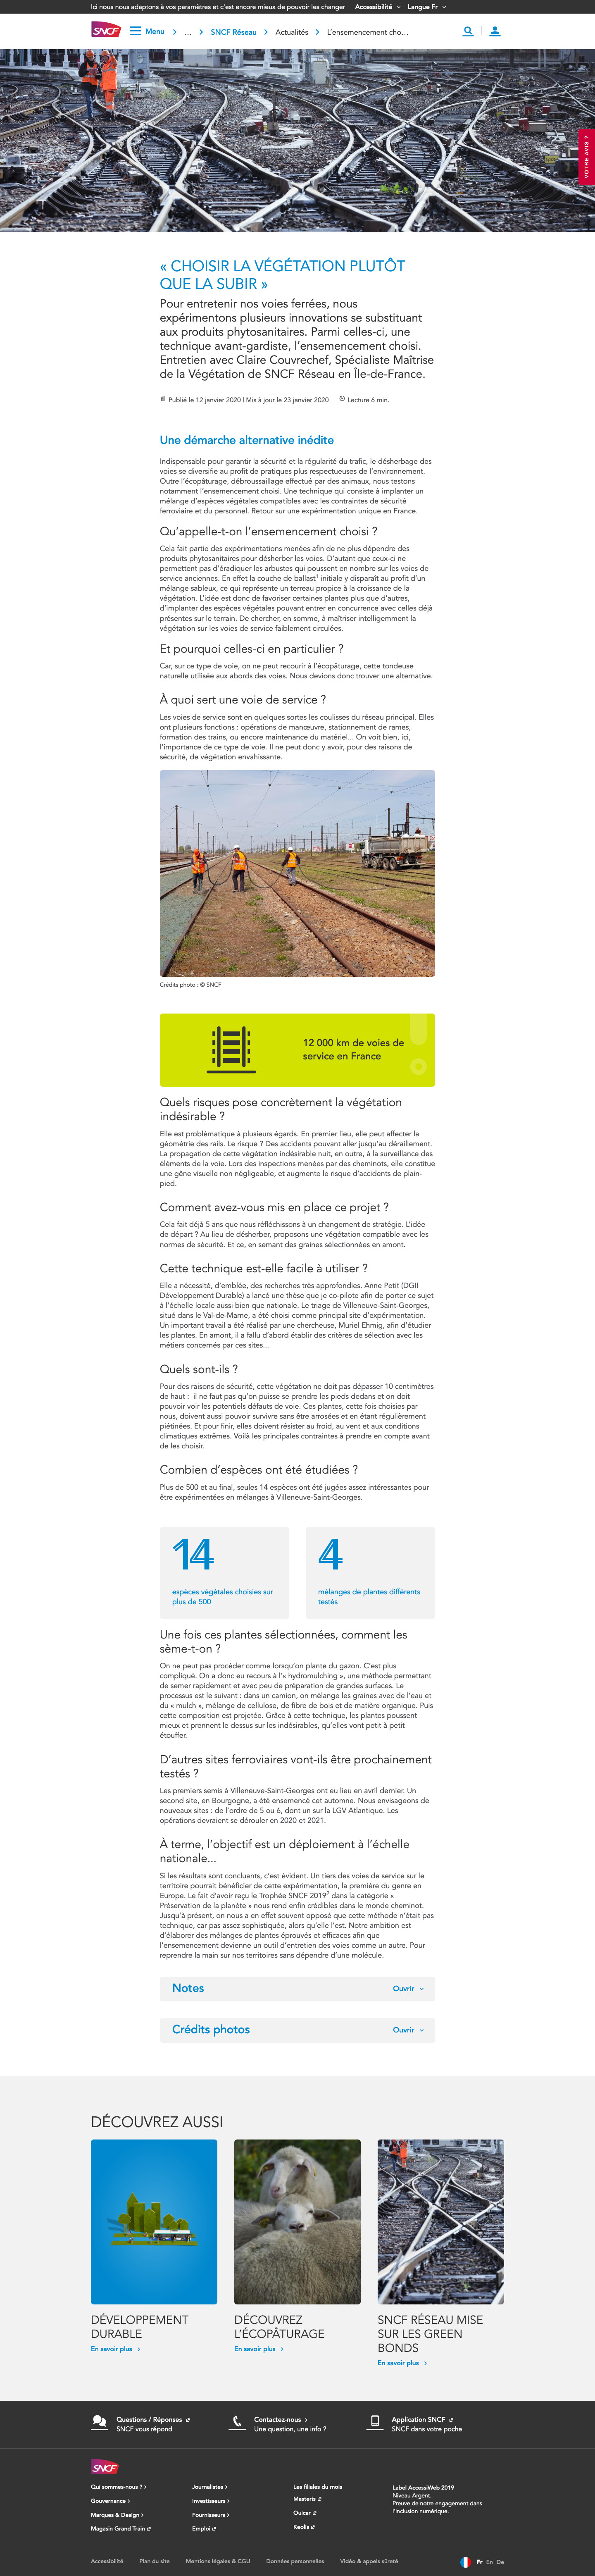 Ici nous nous adaptons à vos paramètres et c'est encore mieux de pouvoir les changer Accessibilité Langue Fr
SNCF Menu … SNCF Réseau Actualités L'ensemencement cho…
VOTRE AVIS ?
« CHOISIR LA VÉGÉTATION PLUTÔT
QUE LA SUBIR »
Pour entretenir nos voies ferrées, nous
expérimentons plusieurs innovations se substituant
aux produits phytosanitaires. Parmi celles-ci, une
technique avant-gardiste, l'ensemencement choisi.
Entretien avec Claire Couvrechef, Spécialiste Maîtrise
de la Végétation de SNCF Réseau en Île-de-France.
Publié le 12 janvier 2020 | Mis à jour le 23 janvier 2020 Lecture 6 min.
Une démarche alternative inédite
Indispensable pour garantir la sécurité et la régularité du trafic, le désherbage des
voies se diversifie au profit de pratiques plus respectueuses de l'environnement.
Outre l'écopâturage, débroussaillage effectué par des animaux, nous testons
notamment l'ensemencement choisi. Une technique qui consiste à implanter un
mélange d'espèces végétales compatibles avec les contraintes de sécurité
ferroviaire et du personnel. Retour sur une expérimentation unique en France.
Qu'appelle-t-on l'ensemencement choisi ?
Cela fait partie des expérimentations menées afin de ne plus dépendre des
produits phytosanitaires pour désherber les voies. D'autant que ceux-ci ne
permettent pas d'éradiquer les arbustes qui poussent en nombre sur les voies de
service anciennes. En effet la couche de ballast¹ initiale y disparaît au profit d'un
mélange sableux, ce qui représente un terreau propice à la croissance de la
végétation. L'idée est donc de favoriser certaines plantes plus que d'autres,
d'implanter des espèces végétales pouvant entrer en concurrence avec celles déjà
présentes sur le terrain. De chercher, en somme, à maîtriser intelligemment la
végétation sur les voies de service faiblement circulées.
Et pourquoi celles-ci en particulier ?
Car, sur ce type de voie, on ne peut recourir à l'écopâturage, cette tondeuse
naturelle utilisée aux abords des voies. Nous devions donc trouver une alternative.
À quoi sert une voie de service ?
Les voies de service sont en quelques sortes les coulisses du réseau principal. Elles
ont plusieurs fonctions : opérations de manœuvre, stationnement de rames,
formation des trains, ou encore maintenance du matériel... On voit bien, ici,
l'importance de ce type de voie. Il ne peut donc y avoir, pour des raisons de
sécurité, de végétation envahissante.
Crédits photo : © SNCF
12 000 km de voies de
service en France
Quels risques pose concrètement la végétation
indésirable ?
Elle est problématique à plusieurs égards. En premier lieu, elle peut affecter la
géométrie des rails. Le risque ? Des accidents pouvant aller jusqu'au déraillement.
La propagation de cette végétation indésirable nuit, en outre, à la surveillance des
éléments de la voie. Lors des inspections menées par des cheminots, elle constitue
une gêne visuelle non négligeable, et augmente le risque d'accidents de plain-
pied.
Comment avez-vous mis en place ce projet ?
Cela fait déjà 5 ans que nous réfléchissons à un changement de stratégie. L'idée
de départ ? Au lieu de désherber, proposons une végétation compatible avec les
normes de sécurité. Et ce, en semant des graines sélectionnées en amont.
Cette technique est-elle facile à utiliser ?
Elle a nécessité, d'emblée, des recherches très approfondies. Anne Petit (DGII
Développement Durable) a lancé une thèse que je co-pilote afin de porter ce sujet
à l'échelle locale aussi bien que nationale. Le triage de Villeneuve-Saint-Georges,
situé dans le Val-de-Marne, a été choisi comme principal site d'expérimentation.
Un important travail a été réalisé par une chercheuse, Muriel Ehmig, afin d'étudier
les plantes. En amont, il a fallu d'abord établir des critères de sélection avec les
métiers concernés par ces sites...
Quels sont-ils ?
Pour des raisons de sécurité, cette végétation ne doit pas dépasser 10 centimètres
de haut :  il ne faut pas qu'on puisse se prendre les pieds dedans et on doit
pouvoir voir les potentiels défauts de voie. Ces plantes, cette fois choisies par
nous, doivent aussi pouvoir survivre sans être arrosées et en étant régulièrement
piétinées. Et pour finir, elles doivent résister au froid, au vent et aux conditions
climatiques extrêmes. Voilà les principales contraintes à prendre en compte avant
de les choisir.
Combien d'espèces ont été étudiées ?
Plus de 500 et au final, seules 14 espèces ont été jugées assez intéressantes pour
être expérimentées en mélanges à Villeneuve-Saint-Georges.
14
espèces végétales choisies sur
plus de 500
4
mélanges de plantes différents
testés
Une fois ces plantes sélectionnées, comment les
sème-t-on ?
On ne peut pas procéder comme lorsqu'on plante du gazon. C'est plus
compliqué. On a donc eu recours à l'« hydromulching », une méthode permettant
de semer rapidement et avec peu de préparation de grandes surfaces. Le
processus est le suivant : dans un camion, on mélange les graines avec de l'eau et
du « mulch », mélange de cellulose, de fibre de bois et de matière organique. Puis
cette composition est projetée. Grâce à cette technique, les plantes poussent
mieux et prennent le dessus sur les indésirables, qu'elles vont petit à petit
étouffer.
D'autres sites ferroviaires vont-ils être prochainement
testés ?
Les premiers semis à Villeneuve-Saint-Georges ont eu lieu en avril dernier. Un
second site, en Bourgogne, a été ensemencé cet automne. Nous envisageons de
nouveaux sites : de l'ordre de 5 ou 6, dont un sur la LGV Atlantique. Les
opérations devraient se dérouler en 2020 et 2021.
À terme, l'objectif est un déploiement à l'échelle
nationale...
Si les résultats sont concluants, c'est évident. Un tiers des voies de service sur le
territoire pourrait bénéficier de cette expérimentation, la première du genre en
Europe. Le fait d'avoir reçu le Trophée SNCF 2019² dans la catégorie «
Préservation de la planète » nous rend enfin crédibles dans le monde cheminot.
Jusqu'à présent, on nous a en effet souvent opposé que cette méthode n'était pas
technique, car pas assez sophistiquée, alors qu'elle l'est. Notre ambition est
d'élaborer des mélanges de plantes éprouvés et efficaces afin que
l'ensemencement devienne un outil d'entretien des voies comme un autre. Pour
reprendre la main sur nos territoires sans dépendre d'une molécule.
Notes Ouvrir
Crédits photos Ouvrir
DÉCOUVREZ AUSSI
DÉVELOPPEMENT
DURABLE
En savoir plus
DÉCOUVREZ
L'ÉCOPÂTURAGE
En savoir plus
SNCF RÉSEAU MISE
SUR LES GREEN
BONDS
En savoir plus
Questions / Réponses
SNCF vous répond
Contactez-nous
Une question, une info ?
Application SNCF
SNCF dans votre poche
SNCF
Qui sommes-nous ?
Gouvernance
Marques & Design
Magasin Grand Train
Journalistes
Investisseurs
Fournisseurs
Emploi
Les filiales du mois
Masteris
Ouicar
Keolis
Label AccessiWeb 2019
Niveau Argent.
Preuve de notre engagement dans
l'inclusion numérique.
Accessibilité Plan du site Mentions légales & CGU Données personnelles Vidéo & appels sûreté Fr En De